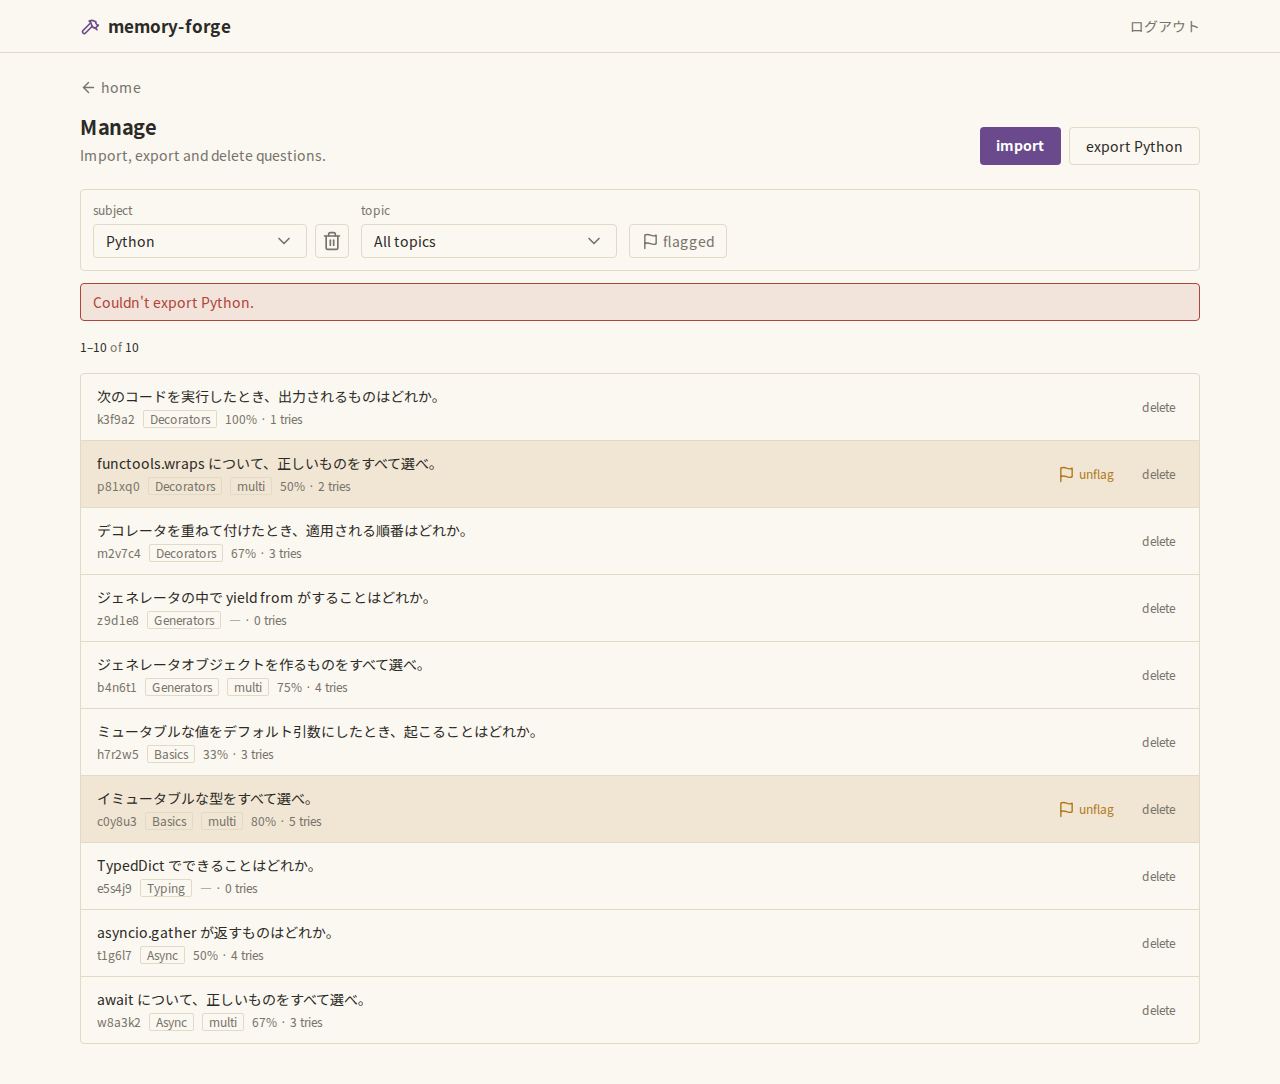 memory-forge
ログアウト
home
Manage
Import, export and delete questions.
import
export Python
subject
topic
Python
All topics
flagged
Couldn't export Python.
1–10 of 10
次のコードを実行したとき、出力されるものはどれか。
k3f9a2 Decorators 100% · 1 tries
delete
functools.wraps について、正しいものをすべて選べ。
p81xq0 Decorators multi 50% · 2 tries
unflag
delete
デコレータを重ねて付けたとき、適用される順番はどれか。
m2v7c4 Decorators 67% · 3 tries
delete
ジェネレータの中で yield from がすることはどれか。
z9d1e8 Generators — · 0 tries
delete
ジェネレータオブジェクトを作るものをすべて選べ。
b4n6t1 Generators multi 75% · 4 tries
delete
ミュータブルな値をデフォルト引数にしたとき、起こることはどれか。
h7r2w5 Basics 33% · 3 tries
delete
イミュータブルな型をすべて選べ。
c0y8u3 Basics multi 80% · 5 tries
unflag
delete
TypedDict でできることはどれか。
e5s4j9 Typing — · 0 tries
delete
asyncio.gather が返すものはどれか。
t1g6l7 Async 50% · 4 tries
delete
await について、正しいものをすべて選べ。
w8a3k2 Async multi 67% · 3 tries
delete